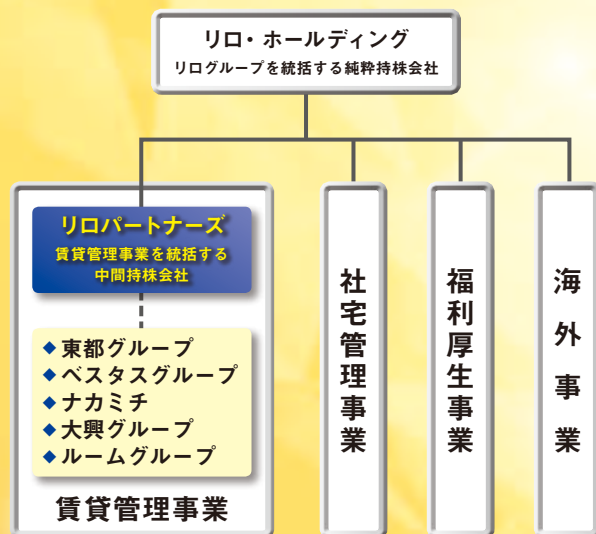 リロ・ホールディング
リログループを統括する純粋持株会社
リロパートナーズ
賃貸管理事業を統括する
中間持株会社
◆東都グループ
◆ベスタスグループ
◆ナカミチ
◆大興グループ
◆ルームグループ
賃貸管理事業
社宅管理事業
福利厚生事業
海外事業